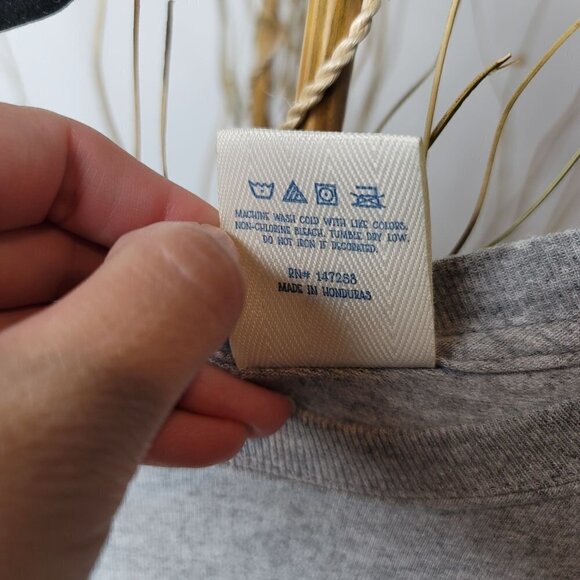 MACHINE WASH COLD WITH LIKE COLORS,
NON-CHLORINE BLEACH, TUMBLE DRY LOW,
DO NOT IRON IF DECORATED.
RN# 147268
MADE IN HONDURAS